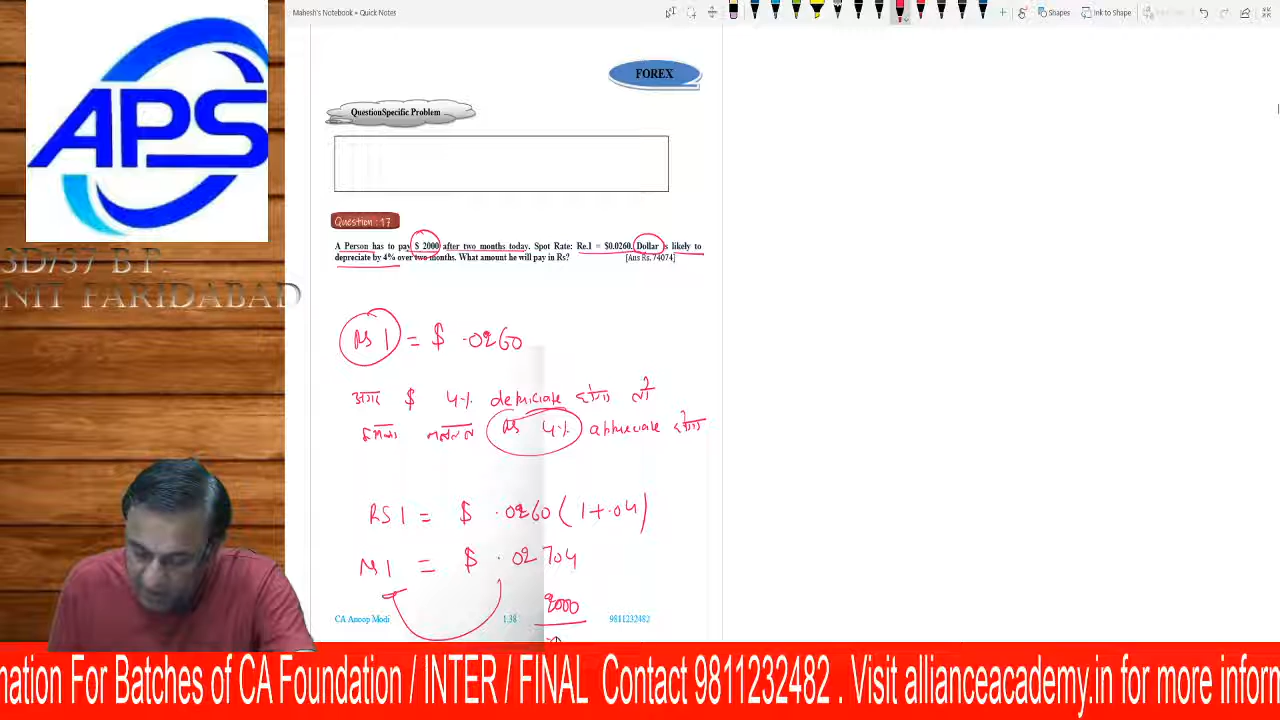 Mahesh's Notebook • Quick Notes
Shapes
Ink to Shape
APS
3D/37 B.P.
NIT FARIDABAD
FOREX
QuestionSpecific Problem
Question : 17
A Person has to pay $ 2000 after two months today. Spot Rate: Re.1 = $0.0260. Dollar is likely to
depreciate by 4% over two months. What amount he will pay in Rs? [Ans Rs.74074]
Rs 1 = $ .0260
अगर $ 4% depriciate होगा तो
इसका मतलब Rs 4% appreciate होगा
RS 1 = $ .0260 (1+.04)
Rs 1 = $ .02704
2000
CA Anoop Modi 1.38 9811232482
mation For Batches of CA Foundation / INTER / FINAL Contact 9811232482 . Visit allianceacademy.in for more inform